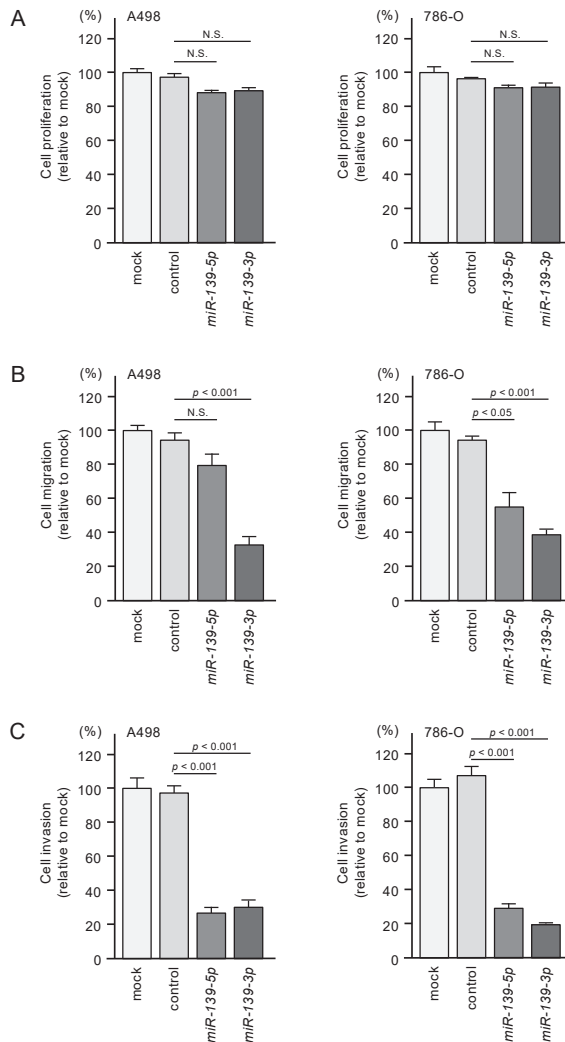 A
(%) A498
Cell proliferation
(relative to mock)
120
100
80
60
40
20
0
N.S.
N.S.
mock
control
miR-139-5p
miR-139-3p
(%) 786-O
Cell proliferation
(relative to mock)
120
100
80
60
40
20
0
N.S.
N.S.
mock
control
miR-139-5p
miR-139-3p
B
(%) A498
Cell migration
(relative to mock)
120
100
80
60
40
20
0
p < 0.001
N.S.
mock
control
miR-139-5p
miR-139-3p
(%) 786-O
Cell migration
(relative to mock)
120
100
80
60
40
20
0
p < 0.001
p < 0.05
mock
control
miR-139-5p
miR-139-3p
C
(%) A498
Cell invasion
(relative to mock)
120
100
80
60
40
20
0
p < 0.001
p < 0.001
mock
control
miR-139-5p
miR-139-3p
(%) 786-O
Cell invasion
(relative to mock)
120
100
80
60
40
20
0
p < 0.001
p < 0.001
mock
control
miR-139-5p
miR-139-3p